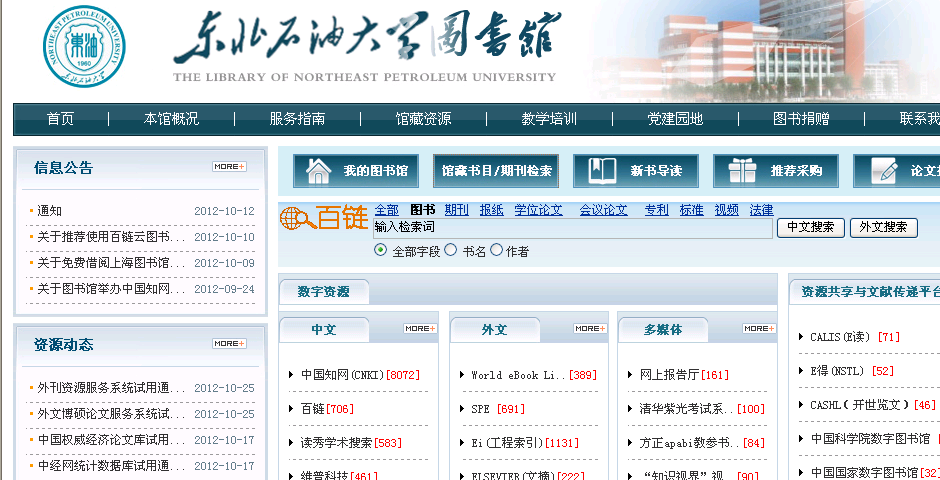 NORTHEAST PETROLEUM UNIVERSITY
東油
1960
东北石油大学
东北石油大学圖書館
THE LIBRARY OF NORTHEAST PETROLEUM UNIVERSITY
首页 | 本馆概况 | 服务指南 | 馆藏资源 | 教学培训 | 党建园地 | 图书捐赠 | 联系我
信息公告 MORE+
通知 2012-10-12
关于推荐使用百链云图书... 2012-10-10
关于免费借阅上海图书馆... 2012-10-09
关于图书馆举办中国知网... 2012-09-24
资源动态 MORE+
外刊资源服务系统试用通... 2012-10-25
外文博硕论文服务系统试... 2012-10-25
中国权威经济论文库试用... 2012-10-17
中经网统计数据库试用通... 2012-10-17
我的图书馆 馆藏书目/期刊检索 新书导读 推荐采购 论文
百链
全部 图书 期刊 报纸 学位论文 会议论文 专利 标准 视频 法律
输入检索词 中文搜索 外文搜索
全部字段 书名 作者
数字资源
中文 MORE+
中国知网(CNKI)[8072]
百链[706]
读秀学术搜索[583]
维普科技[461]
外文 MORE+
World eBook Li..[389]
SPE [691]
Ei(工程索引)[1131]
ELSEVIER(文摘)[222]
多媒体 MORE+
网上报告厅[161]
清华紫光考试系..[100]
方正apabi教参书..[84]
“知识视界”视..[90]
资源共享与文献传递平台
CALIS(E读) [71]
E得(NSTL) [52]
CASHL(开世览文)[46]
中国科学院数字图书馆 [
中国国家数字图书馆[32]